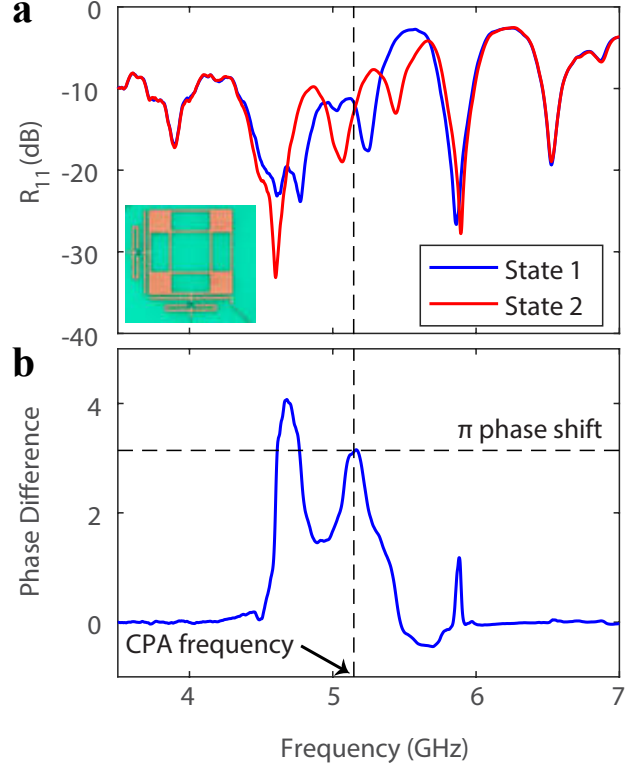 a
0
-10
-20
-30
-40
R11 (dB)
State 1
State 2
b
4
2
0
Phase Difference
π phase shift
CPA frequency
4
5
6
7
Frequency (GHz)